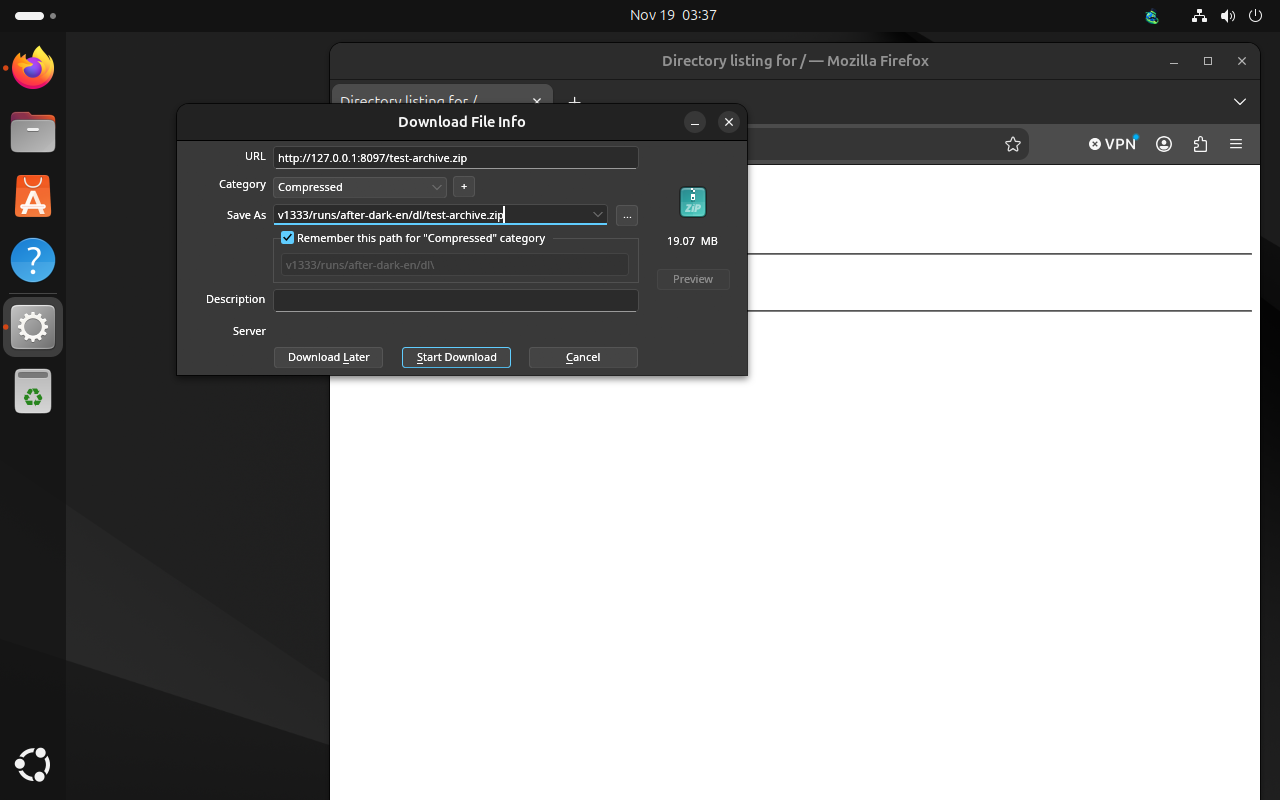 Nov 19 03:37
Directory listing for / — Mozilla Firefox
Directory listing for /
VPN
Download File Info
URL
http://127.0.0.1:8097/test-archive.zip
Category
Compressed
+
Save As
v1333/runs/after-dark-en/dl/test-archive.zip
...
Remember this path for "Compressed" category
v1333/runs/after-dark-en/dl\
ZiP
19.07 MB
Preview
Description
Server
Download Later
Start Download
Cancel